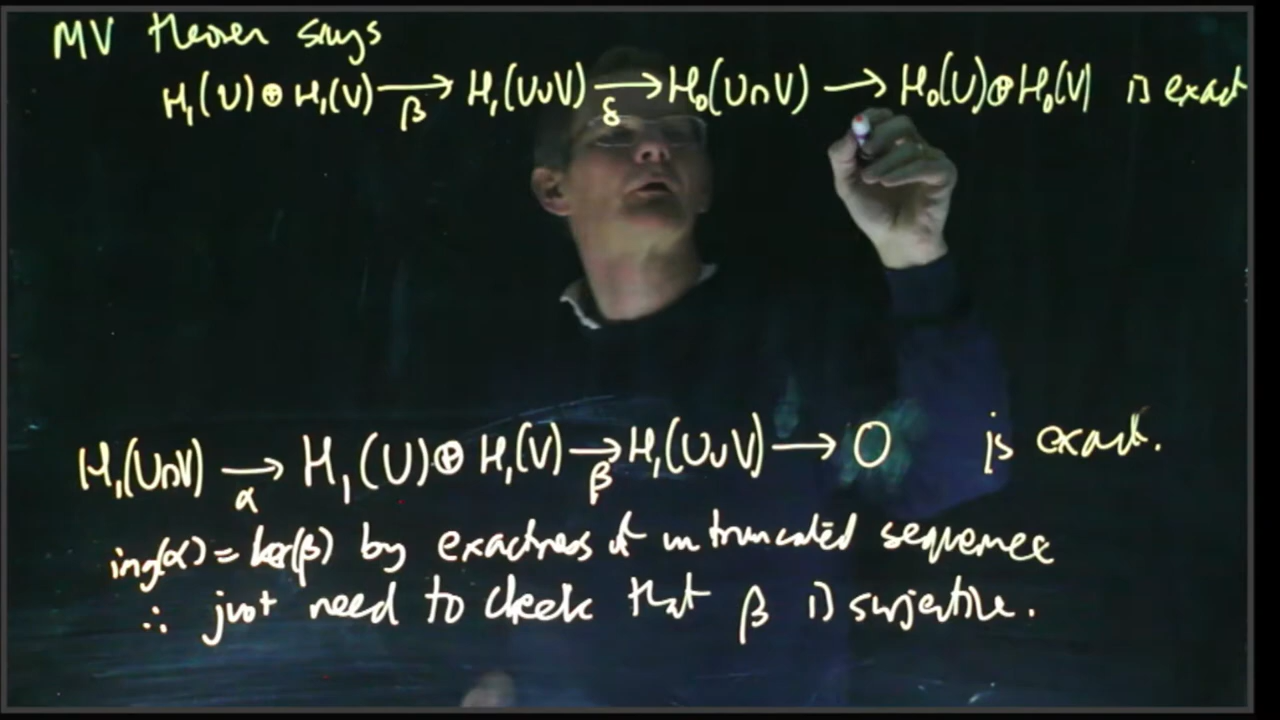 MV theorem says
H₁(U) ⊕ H₁(V) →β H₁(U∪V) →δ H₀(U∩V) → H₀(U) ⊕ H₀(V) is exact
H₁(U∩V) →α H₁(U) ⊕ H₁(V) →β H₁(U∪V) → 0 is exact.
img(α) = ker(β) by exactness of untruncated sequence
∴ just need to check that β is surjective.